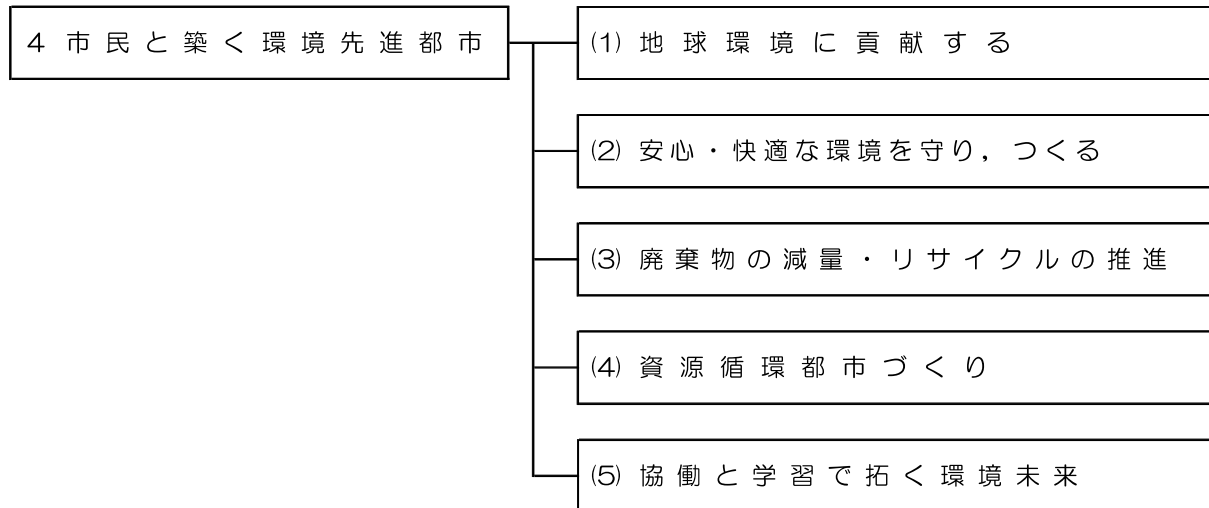 4 市民と築く環境先進都市
(1) 地球環境に貢献する
(2) 安心・快適な環境を守り，つくる
(3) 廃棄物の減量・リサイクルの推進
(4) 資源循環都市づくり
(5) 協働と学習で拓く環境未来